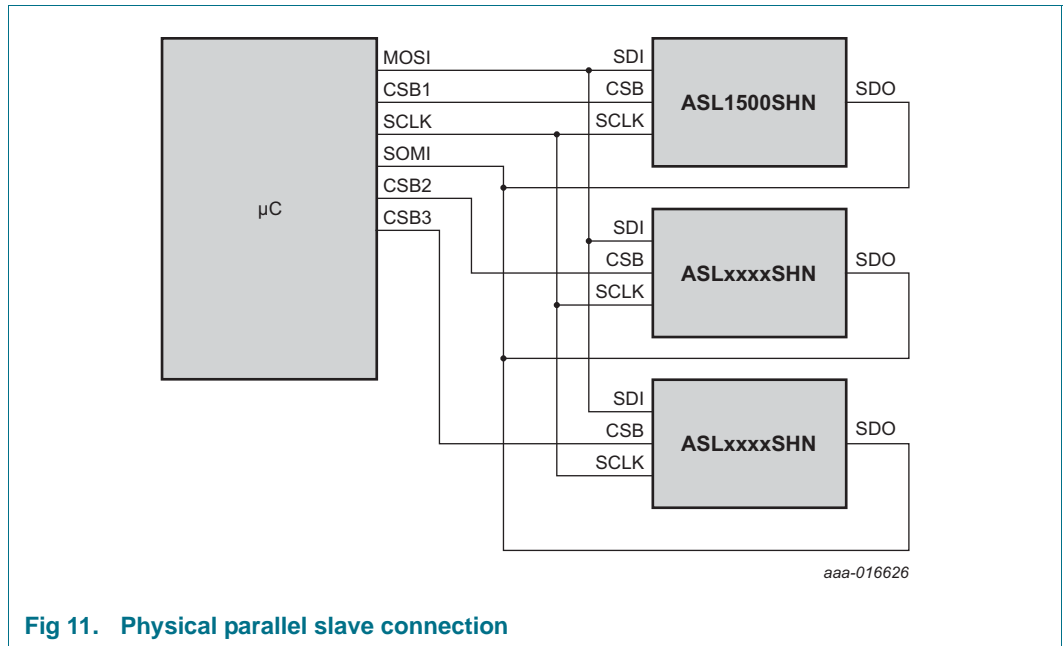 MOSI
CSB1
SCLK
SOMI
CSB2
CSB3
µC
SDI
CSB
SCLK
ASL1500SHN
SDO
SDI
CSB
SCLK
ASLxxxxSHN
SDO
SDI
CSB
SCLK
ASLxxxxSHN
SDO
aaa-016626
Fig 11. Physical parallel slave connection